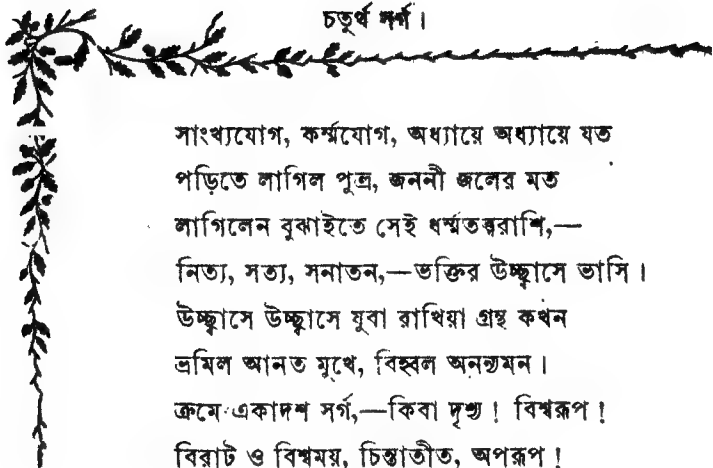 চতুর্থ সর্গ।
সাংখ্যযোগ, কর্ম্মযোগ, অধ্যায়ে অধ্যায়ে যত
পড়িতে লাগিল পুত্র, জননী জলের মত
লাগিলেন বুঝাইতে সেই ধর্ম্মতত্ত্বরাশি,—
নিত্য, সত্য, সনাতন,—ভক্তির উচ্ছ্বাসে ভাসি।
উচ্ছ্বাসে উচ্ছ্বাসে যুবা রাখিয়া গ্রন্থ কখন
ভ্রমিল আনত মুখে, বিহ্বল অনন্যমন।
ক্রমে একাদশ সর্গ,—কিবা দৃশ্য! বিশ্বরূপ!
বিরাট ও বিশ্বময়, চিন্তাতীত, অপরূপ!